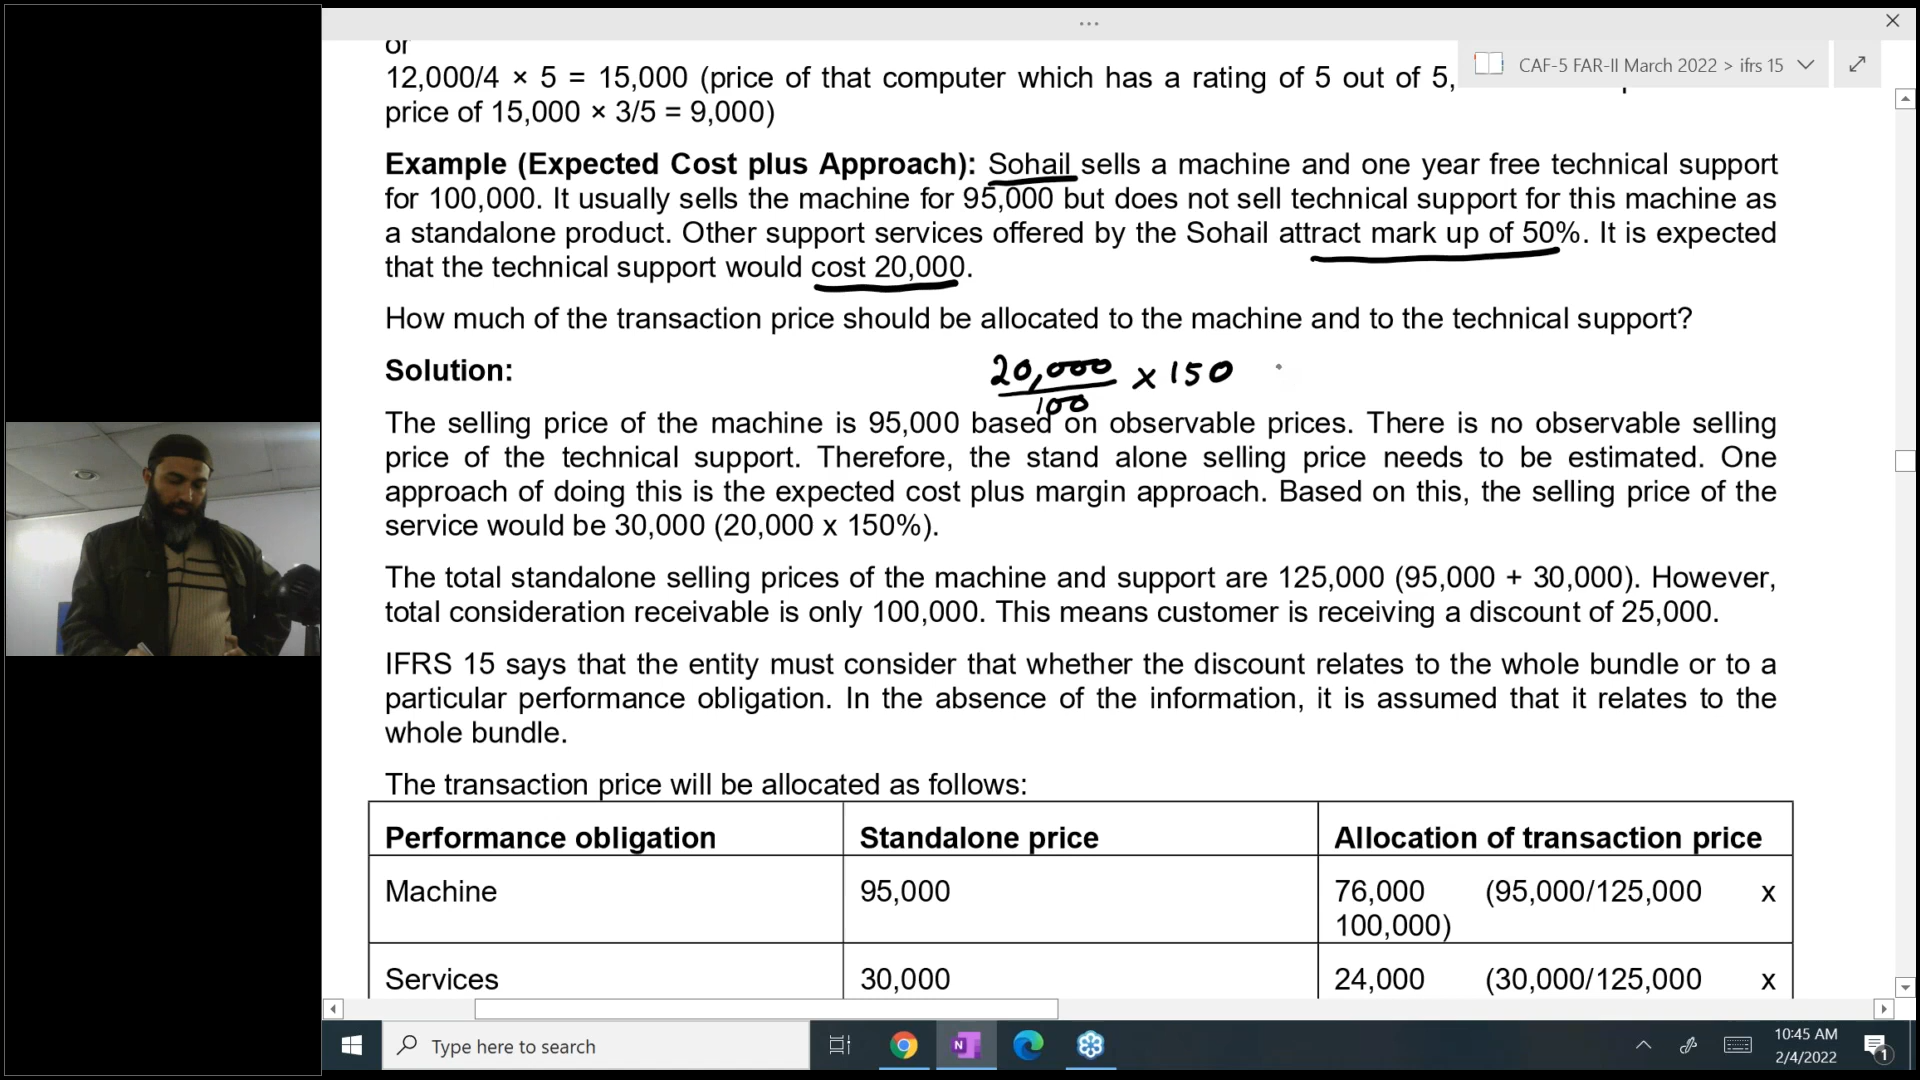 or
CAF-5 FAR-II March 2022 > ifrs 15
12,000/4 × 5 = 15,000 (price of that computer which has a rating of 5 out of 5,
price of 15,000 × 3/5 = 9,000)
Example (Expected Cost plus Approach): Sohail sells a machine and one year free technical support
for 100,000. It usually sells the machine for 95,000 but does not sell technical support for this machine as
a standalone product. Other support services offered by the Sohail attract mark up of 50%. It is expected
that the technical support would cost 20,000.
How much of the transaction price should be allocated to the machine and to the technical support?
Solution:
20,000 x 150
100
The selling price of the machine is 95,000 based on observable prices. There is no observable selling
price of the technical support. Therefore, the stand alone selling price needs to be estimated. One
approach of doing this is the expected cost plus margin approach. Based on this, the selling price of the
service would be 30,000 (20,000 x 150%).
The total standalone selling prices of the machine and support are 125,000 (95,000 + 30,000). However,
total consideration receivable is only 100,000. This means customer is receiving a discount of 25,000.
IFRS 15 says that the entity must consider that whether the discount relates to the whole bundle or to a
particular performance obligation. In the absence of the information, it is assumed that it relates to the
whole bundle.
The transaction price will be allocated as follows:
Performance obligation Standalone price Allocation of transaction price
Machine 95,000 76,000 (95,000/125,000 x
100,000)
Services 30,000 24,000 (30,000/125,000 x
Type here to search
N
10:45 AM
2/4/2022
1